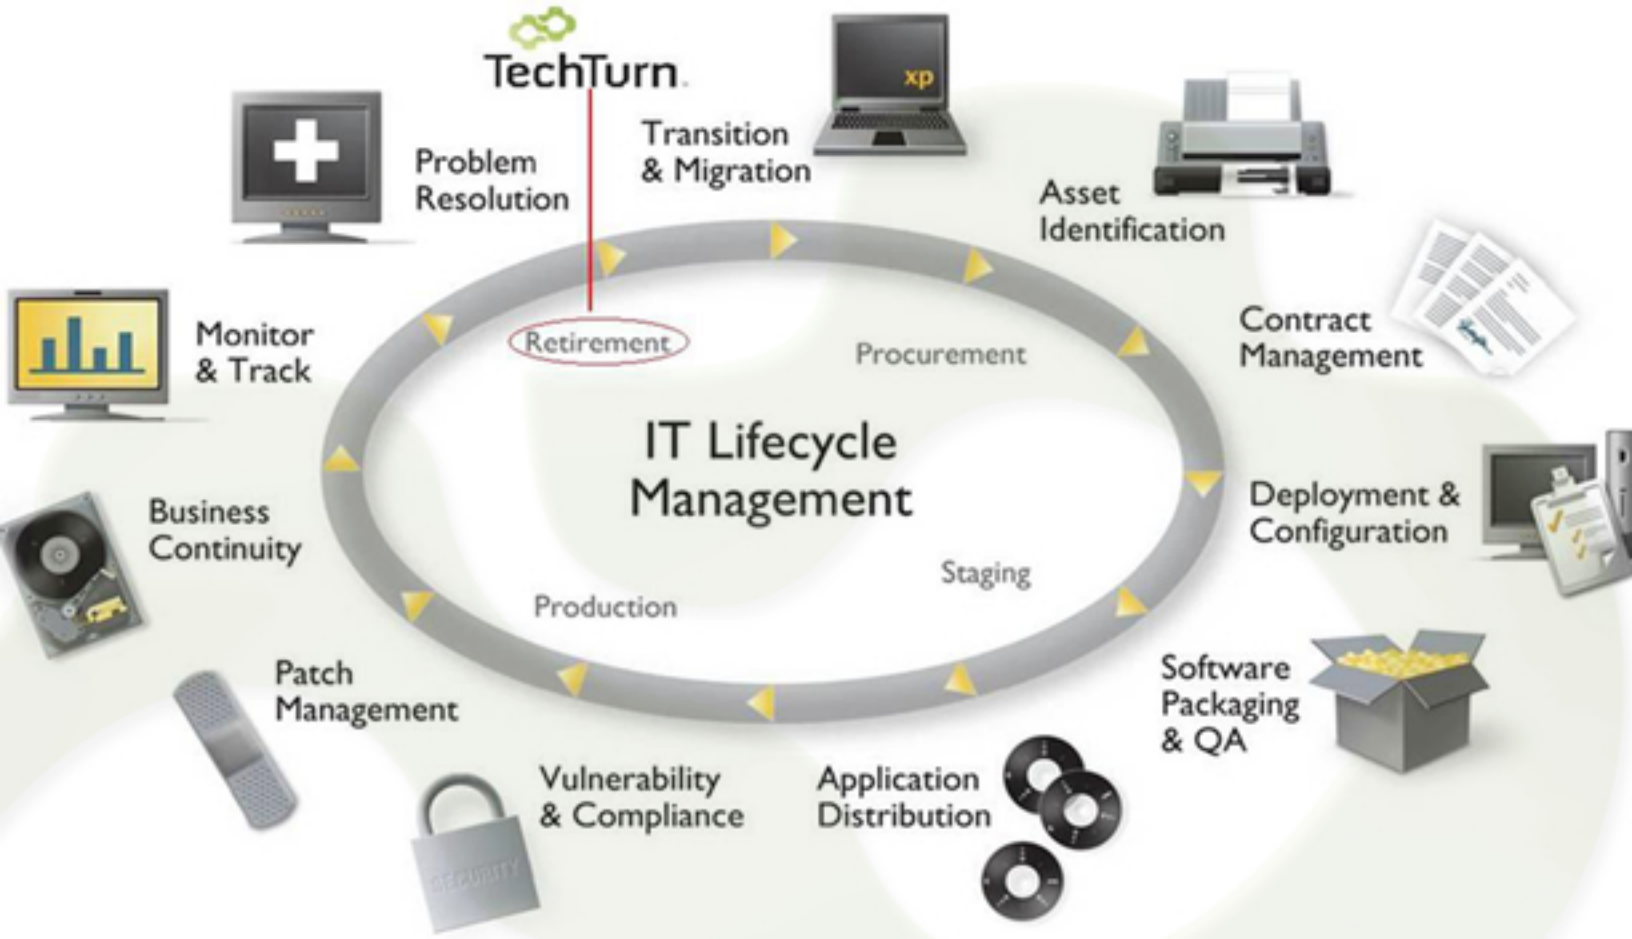 TechTurn
xp
Transition
& Migration
Problem
Resolution
Asset
Identification
Contract
Management
Monitor
& Track
Retirement
Procurement
IT Lifecycle
Management
Deployment &
Configuration
Business
Continuity
Staging
Production
Software
Packaging
& QA
Patch
Management
Vulnerability
& Compliance
Application
Distribution
SECURITY